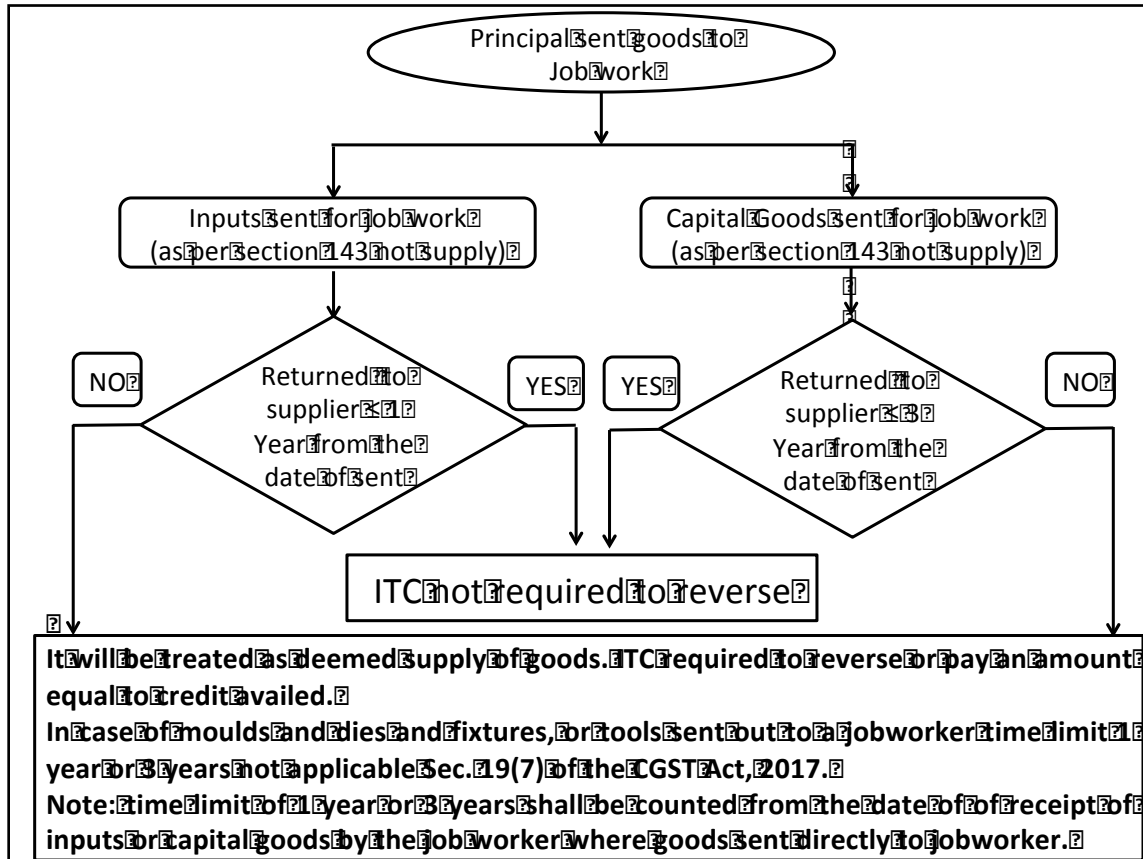 Principal sent goods to
Job work
Inputs sent for job work
(as per section 143 not supply)
Capital Goods sent for job work
(as per section 143 not supply)
NO
Returned to
supplier < 1
Year from the
date of sent
YES
YES
Returned to
supplier < 3
Year from the
date of sent
NO
ITC not required to reverse
It will be treated as deemed supply of goods. ITC required to reverse or pay an amount
equal to credit availed.
In case of moulds and dies and fixtures, or tools sent out to a jobworker time limit 1
year or 3 years not applicable Sec. 19(7) of the CGST Act, 2017.
Note: time limit of 1 year or 3 years shall be counted from the date of of receipt of
inputs or capital goods by the job worker where goods sent directly to jobworker.